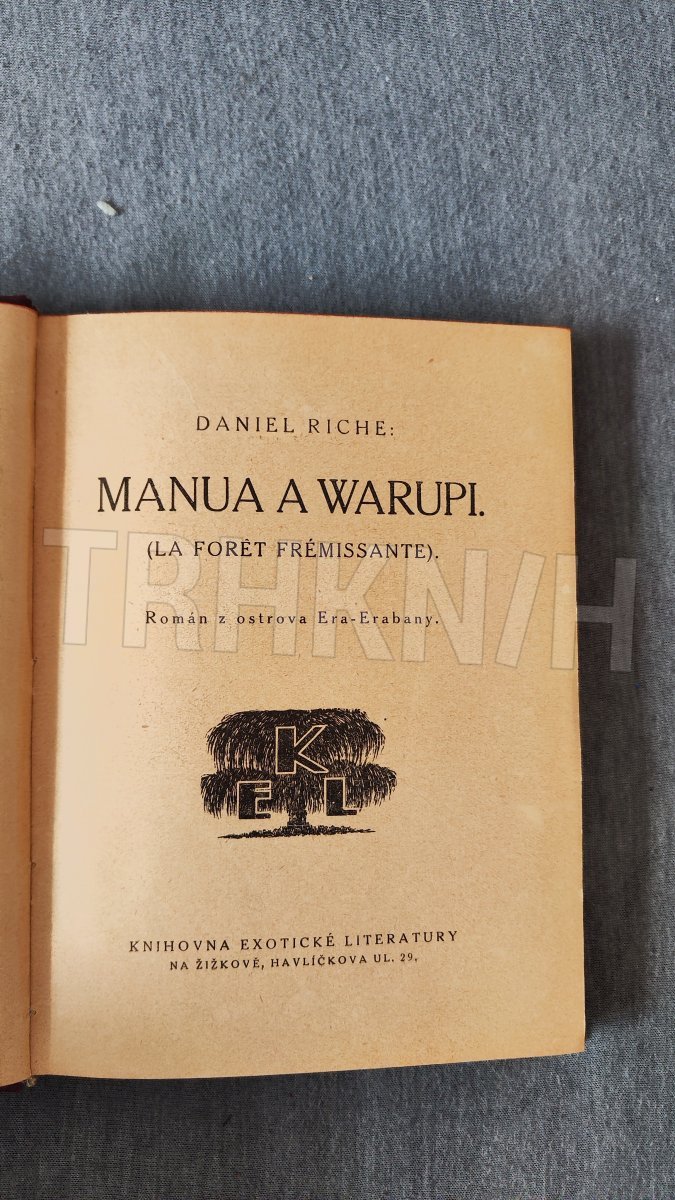 DANIEL RICHE:
MANUA A WARUPI.
(LA FORÊT FRÉMISSANTE).
TRHKNIH
Román z ostrova Era-Erabany.
K
E L
KNIHOVNA EXOTICKÉ LITERATURY
NA ŽIŽKOVĚ, HAVLÍČKOVA UL. 29.